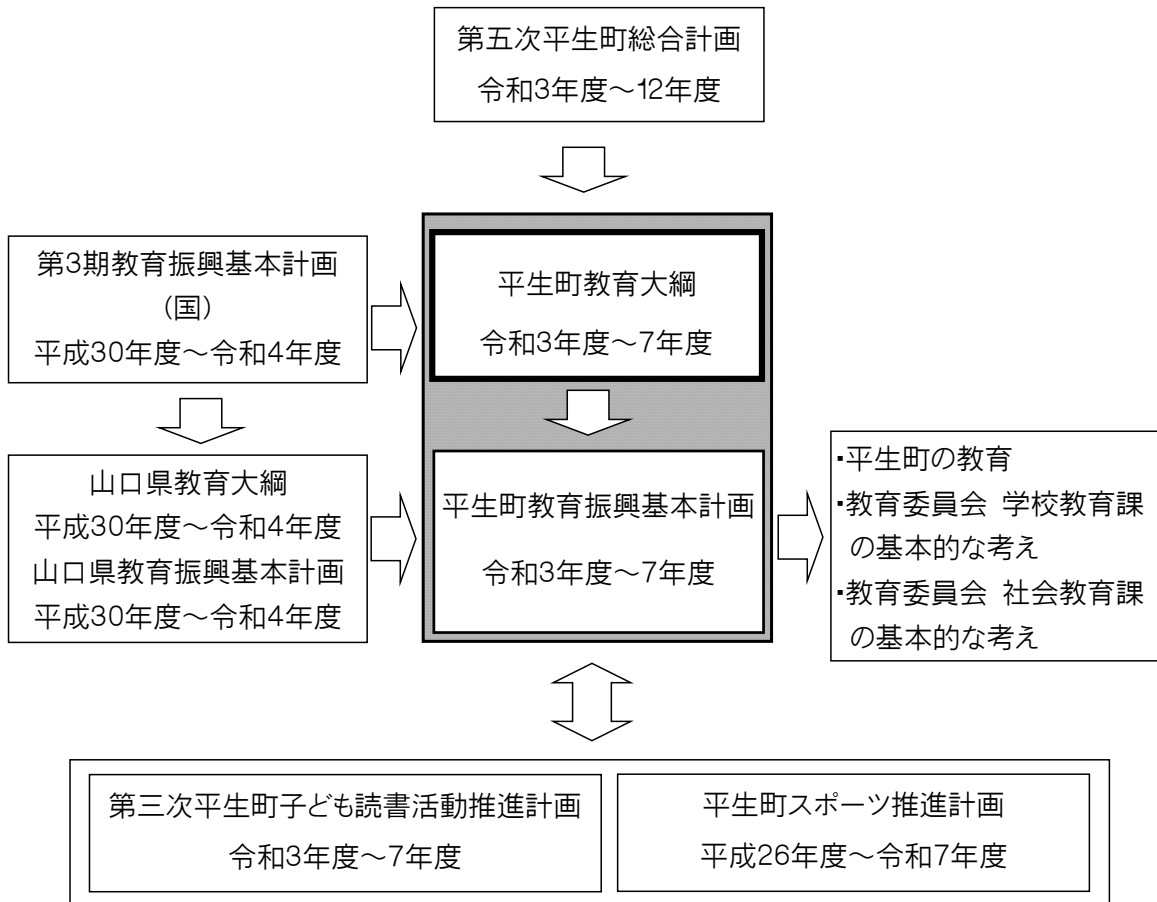 第五次平生町総合計画
令和3年度～12年度
第3期教育振興基本計画
(国)
平成30年度～令和4年度
平生町教育大綱
令和3年度～7年度
山口県教育大綱
平成30年度～令和4年度
山口県教育振興基本計画
平成30年度～令和4年度
平生町教育振興基本計画
令和3年度～7年度
・平生町の教育
・教育委員会 学校教育課
の基本的な考え
・教育委員会 社会教育課
の基本的な考え
第三次平生町子ども読書活動推進計画
令和3年度～7年度
平生町スポーツ推進計画
平成26年度～令和7年度